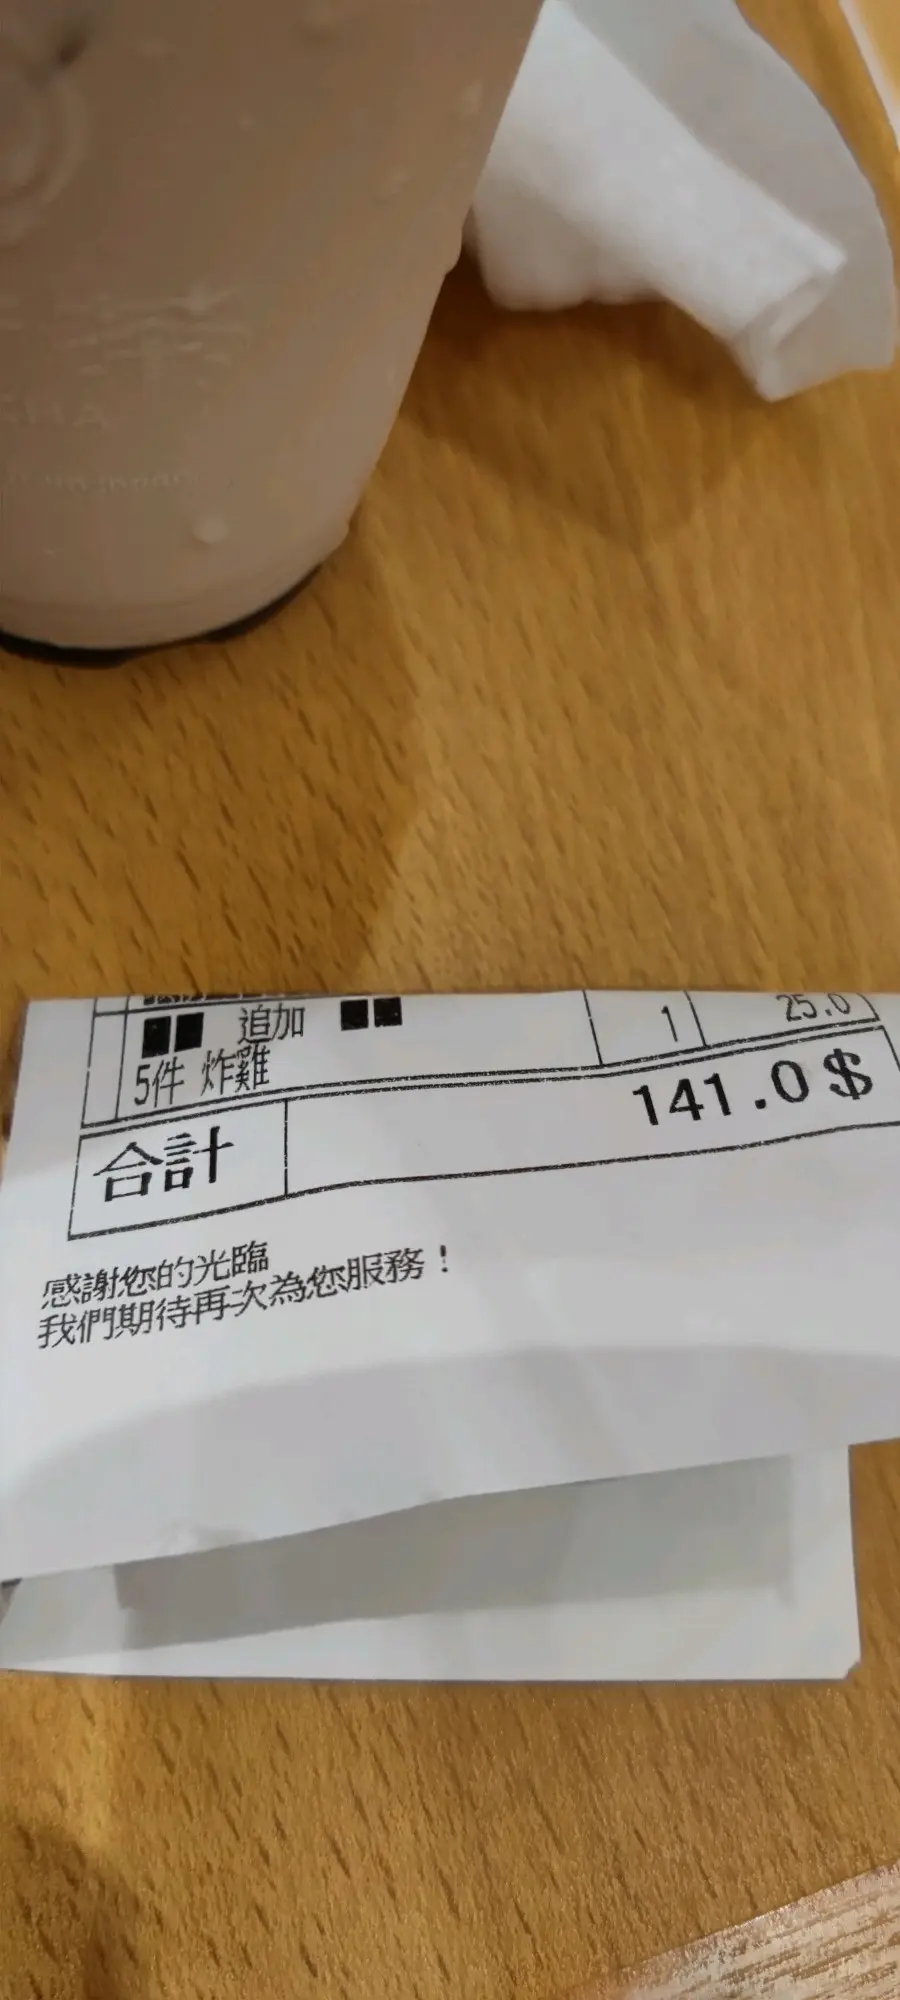 ■■ 追加 ■■ 1 25.0
5件 炸雞
合計 141.0$
感謝您的光臨
我們期待再次為您服務！